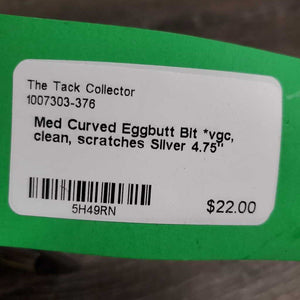 The Tack Collector
1007303-376
Med Curved Eggbutt Bit *vgc,
clean, scratches Silver 4.75"
5H49RN
$22.00